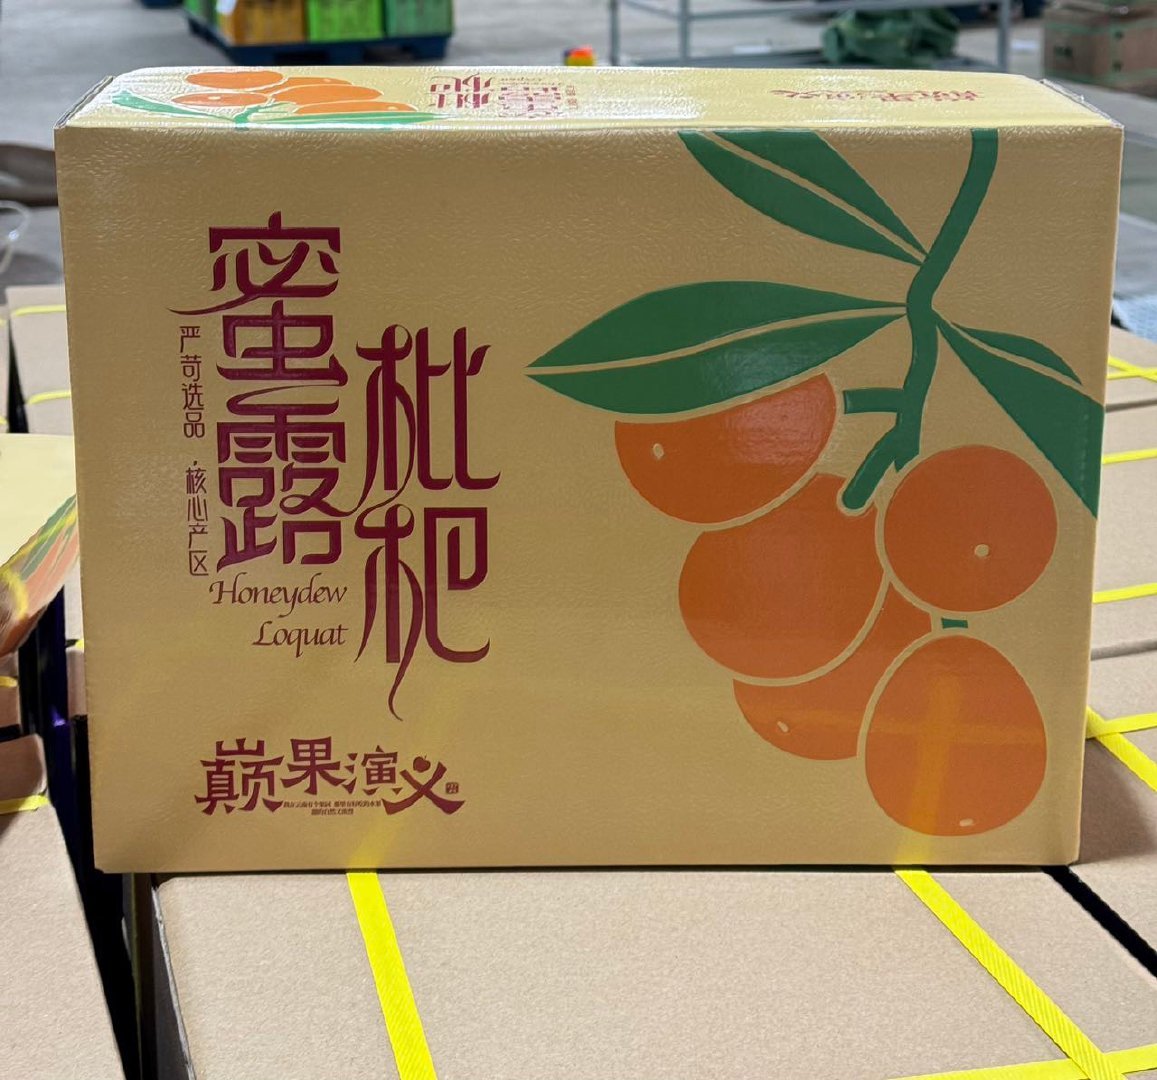 蜜露
枇杷
严苛选品·核心产区
Honeydew
Loquat
巅果演义